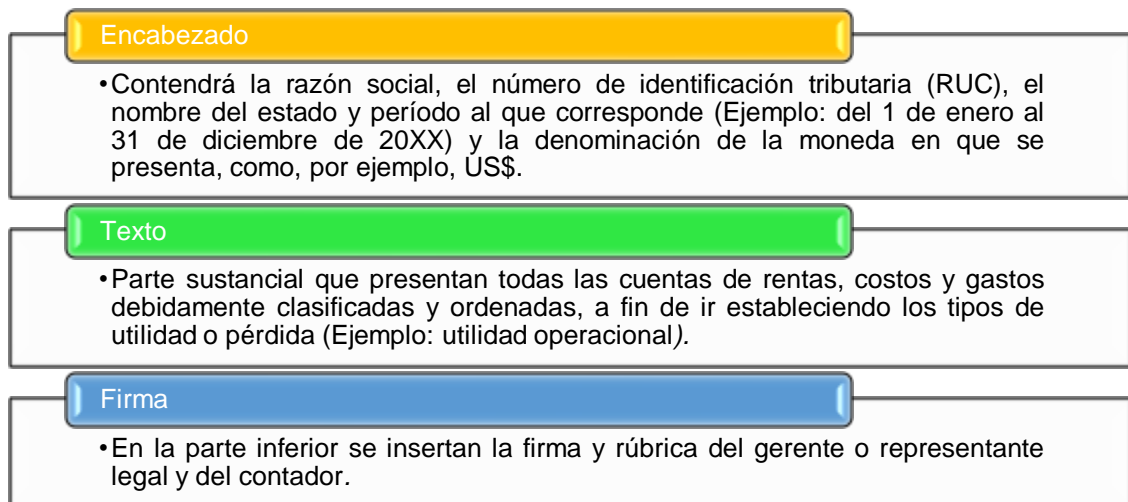 Encabezado
•Contendrá la razón social, el número de identificación tributaria (RUC), el
nombre del estado y período al que corresponde (Ejemplo: del 1 de enero al
31 de diciembre de 20XX) y la denominación de la moneda en que se
presenta, como, por ejemplo, US$.
Texto
•Parte sustancial que presentan todas las cuentas de rentas, costos y gastos
debidamente clasificadas y ordenadas, a fin de ir estableciendo los tipos de
utilidad o pérdida (Ejemplo: utilidad operacional).
Firma
•En la parte inferior se insertan la firma y rúbrica del gerente o representante
legal y del contador.